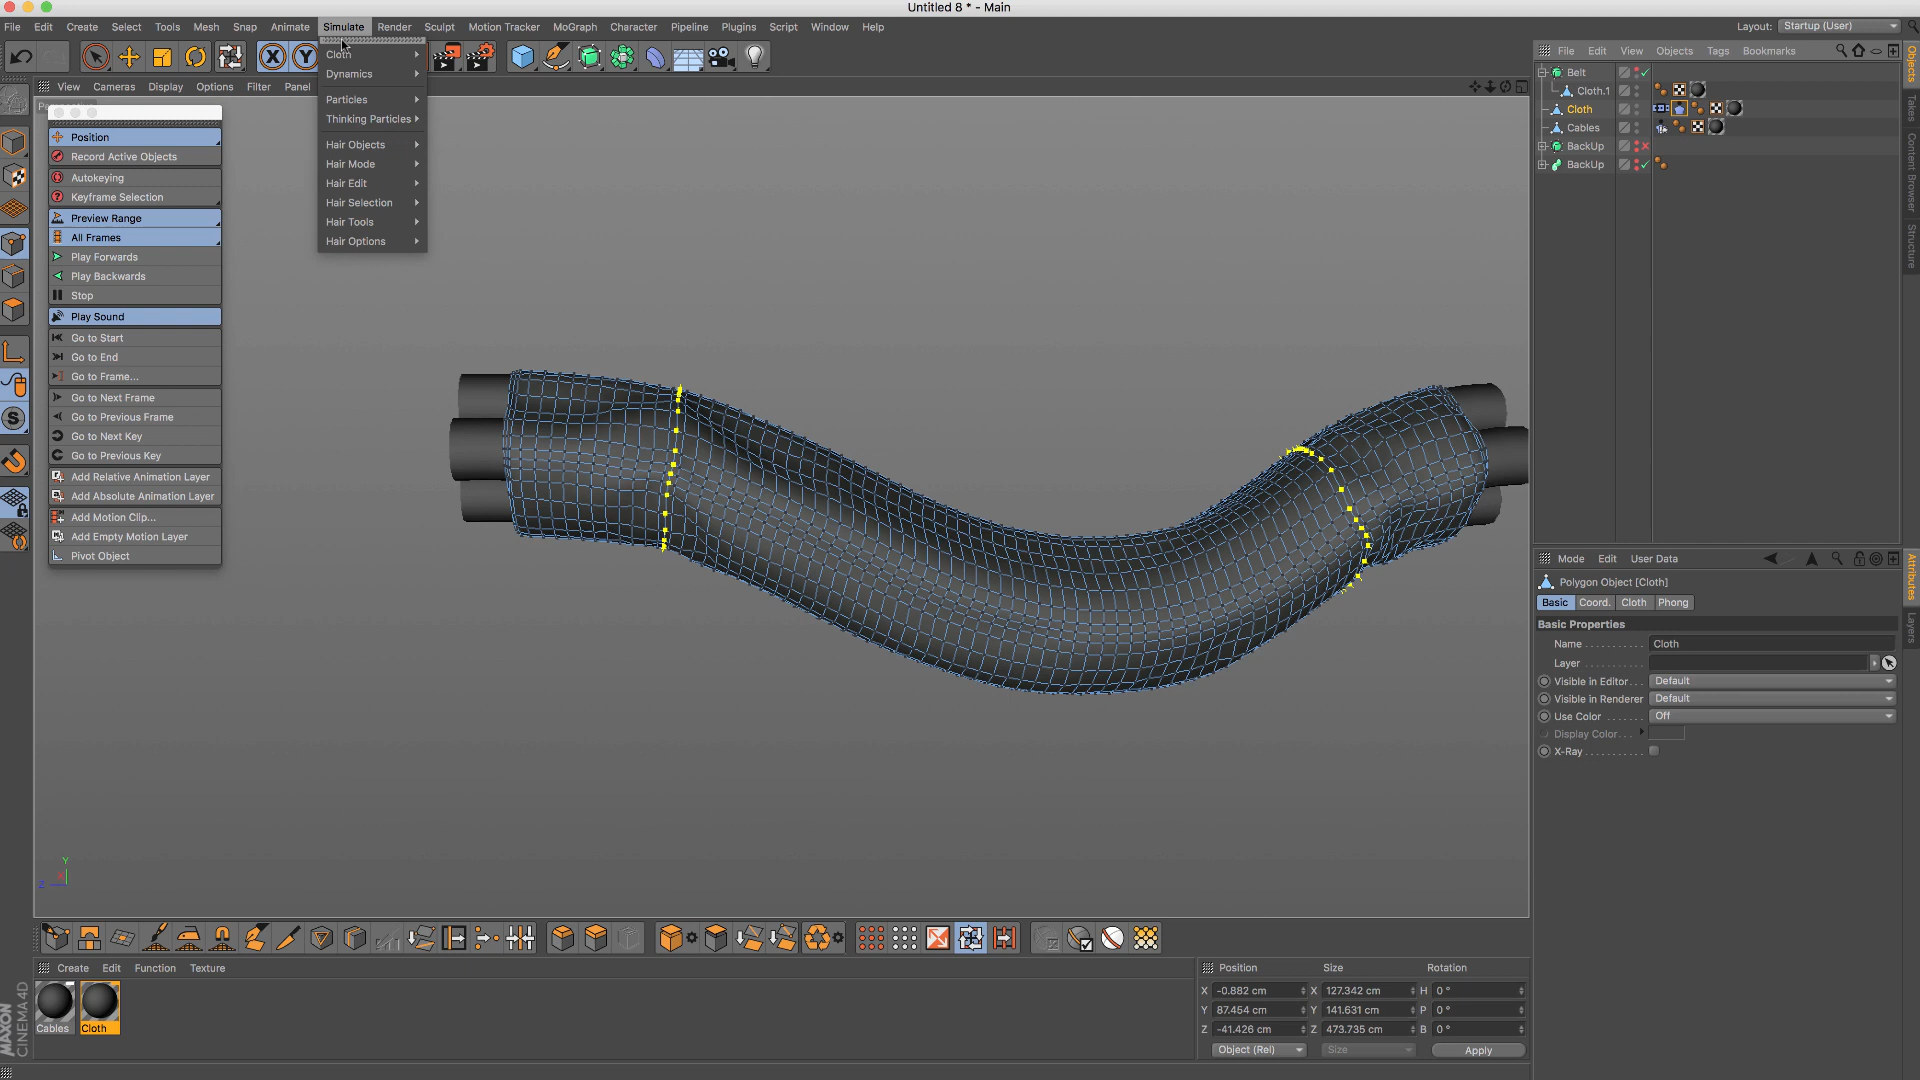 Untitled 8 * - Main
File Edit Create Select Tools Mesh Snap Animate Simulate Render Sculpt Motion Tracker MoGraph Character Pipeline Plugins Script Window Help Layout: Startup (User)
View Cameras Display Options Filter Panel
Position
Record Active Objects
Autokeying
Keyframe Selection
Preview Range
All Frames
Play Forwards
Play Backwards
Stop
Play Sound
Go to Start
Go to End
Go to Frame...
Go to Next Frame
Go to Previous Frame
Go to Next Key
Go to Previous Key
Add Relative Animation Layer
Add Absolute Animation Layer
Add Motion Clip...
Add Empty Motion Layer
Pivot Object
Cloth
Dynamics
Particles
Thinking Particles
Hair Objects
Hair Mode
Hair Edit
Hair Selection
Hair Tools
Hair Options
File Edit View Objects Tags Bookmarks
Belt
Cloth.1
Cloth
Cables
BackUp
BackUp
Objects
Takes
Content Browser
Structure
Mode Edit User Data
Polygon Object [Cloth]
Basic Coord. Cloth Phong
Basic Properties
Name Cloth
Layer
Visible in Editor Default
Visible in Renderer Default
Use Color Off
Display Color
X-Ray
Attributes
Layers
Y
X
Z
Create Edit Function Texture
Cables Cloth
MAXON
CINEMA 4D
Position Size Rotation
X -0.882 cm X 127.342 cm H 0 °
Y 87.454 cm Y 141.631 cm P 0 °
Z -41.426 cm Z 473.735 cm B 0 °
Object (Rel) Size Apply